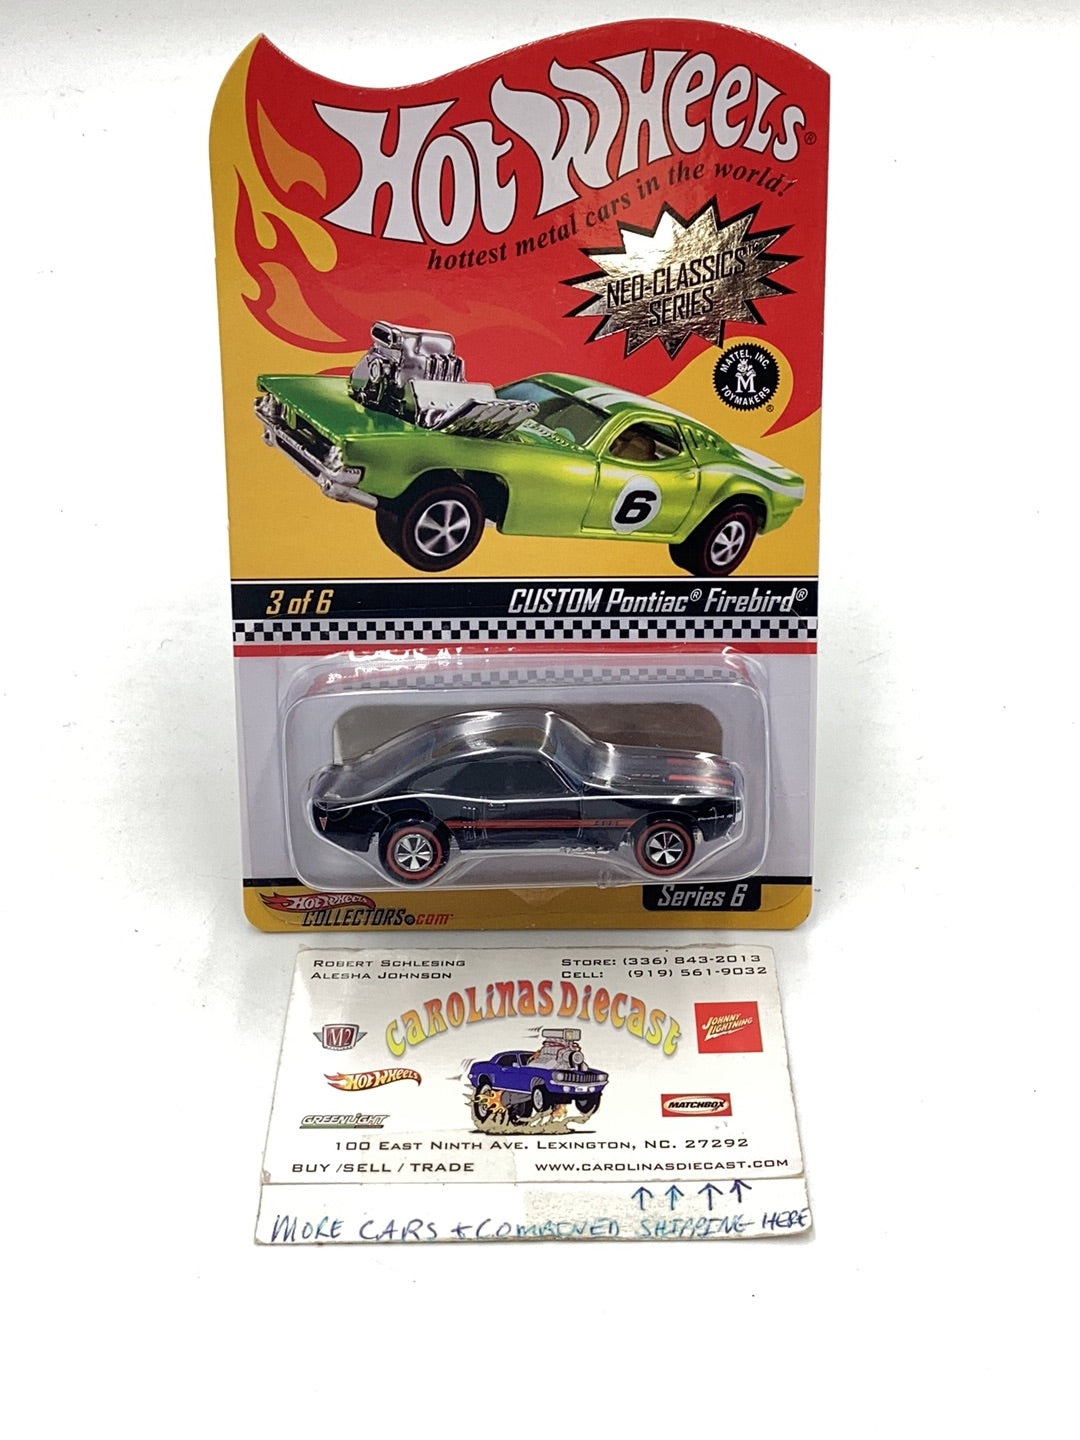 HOT WHEELS®
hottest metal cars in the world!
NEO-CLASSICS
SERIES
MATTEL, INC.
M
TOYMAKERS
®
6
3 of 6 CUSTOM Pontiac® Firebird®
Series 6
HOT WHEELS
COLLECTORS.com™
ROBERT SCHLESING STORE: (336) 843-2013
ALESHA JOHNSON CELL: (919) 561-9032
CAROLINAS DIECAST
M2
JOHNNY
LIGHTNING
HOT WHEELS
GREENLIGHT
MATCHBOX
100 EAST NINTH AVE. LEXINGTON, NC. 27292
BUY /SELL / TRADE WWW.CAROLINASDIECAST.COM
MORE CARS + COMBINED SHIPPING HERE